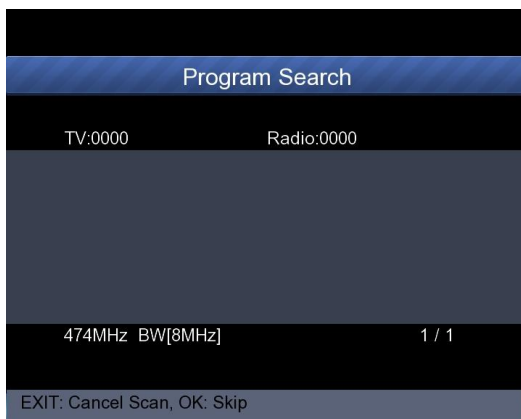 Program Search
TV:0000 Radio:0000
474MHz BW[8MHz] 1 / 1
EXIT: Cancel Scan, OK: Skip